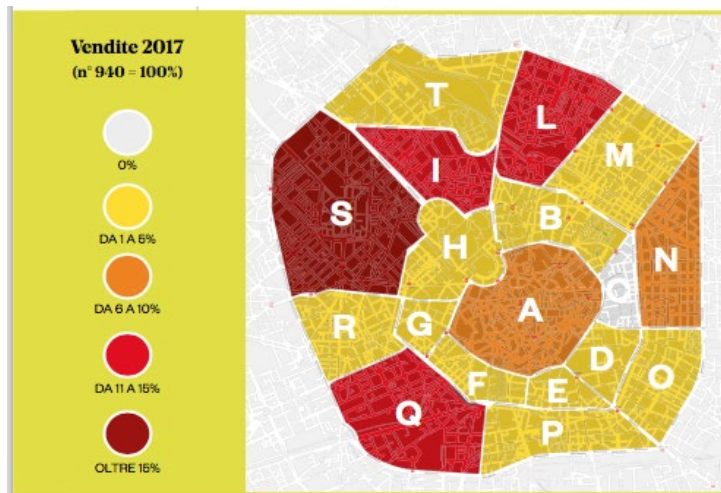 Vendite 2017
(n° 940 = 100%)
0%
DA 1 A 5%
DA 6 A 10%
DA 11 A 15%
OLTRE 15%
T
L
M
I
S
B
H
N
C
A
R
G
D
O
F
E
Q
P